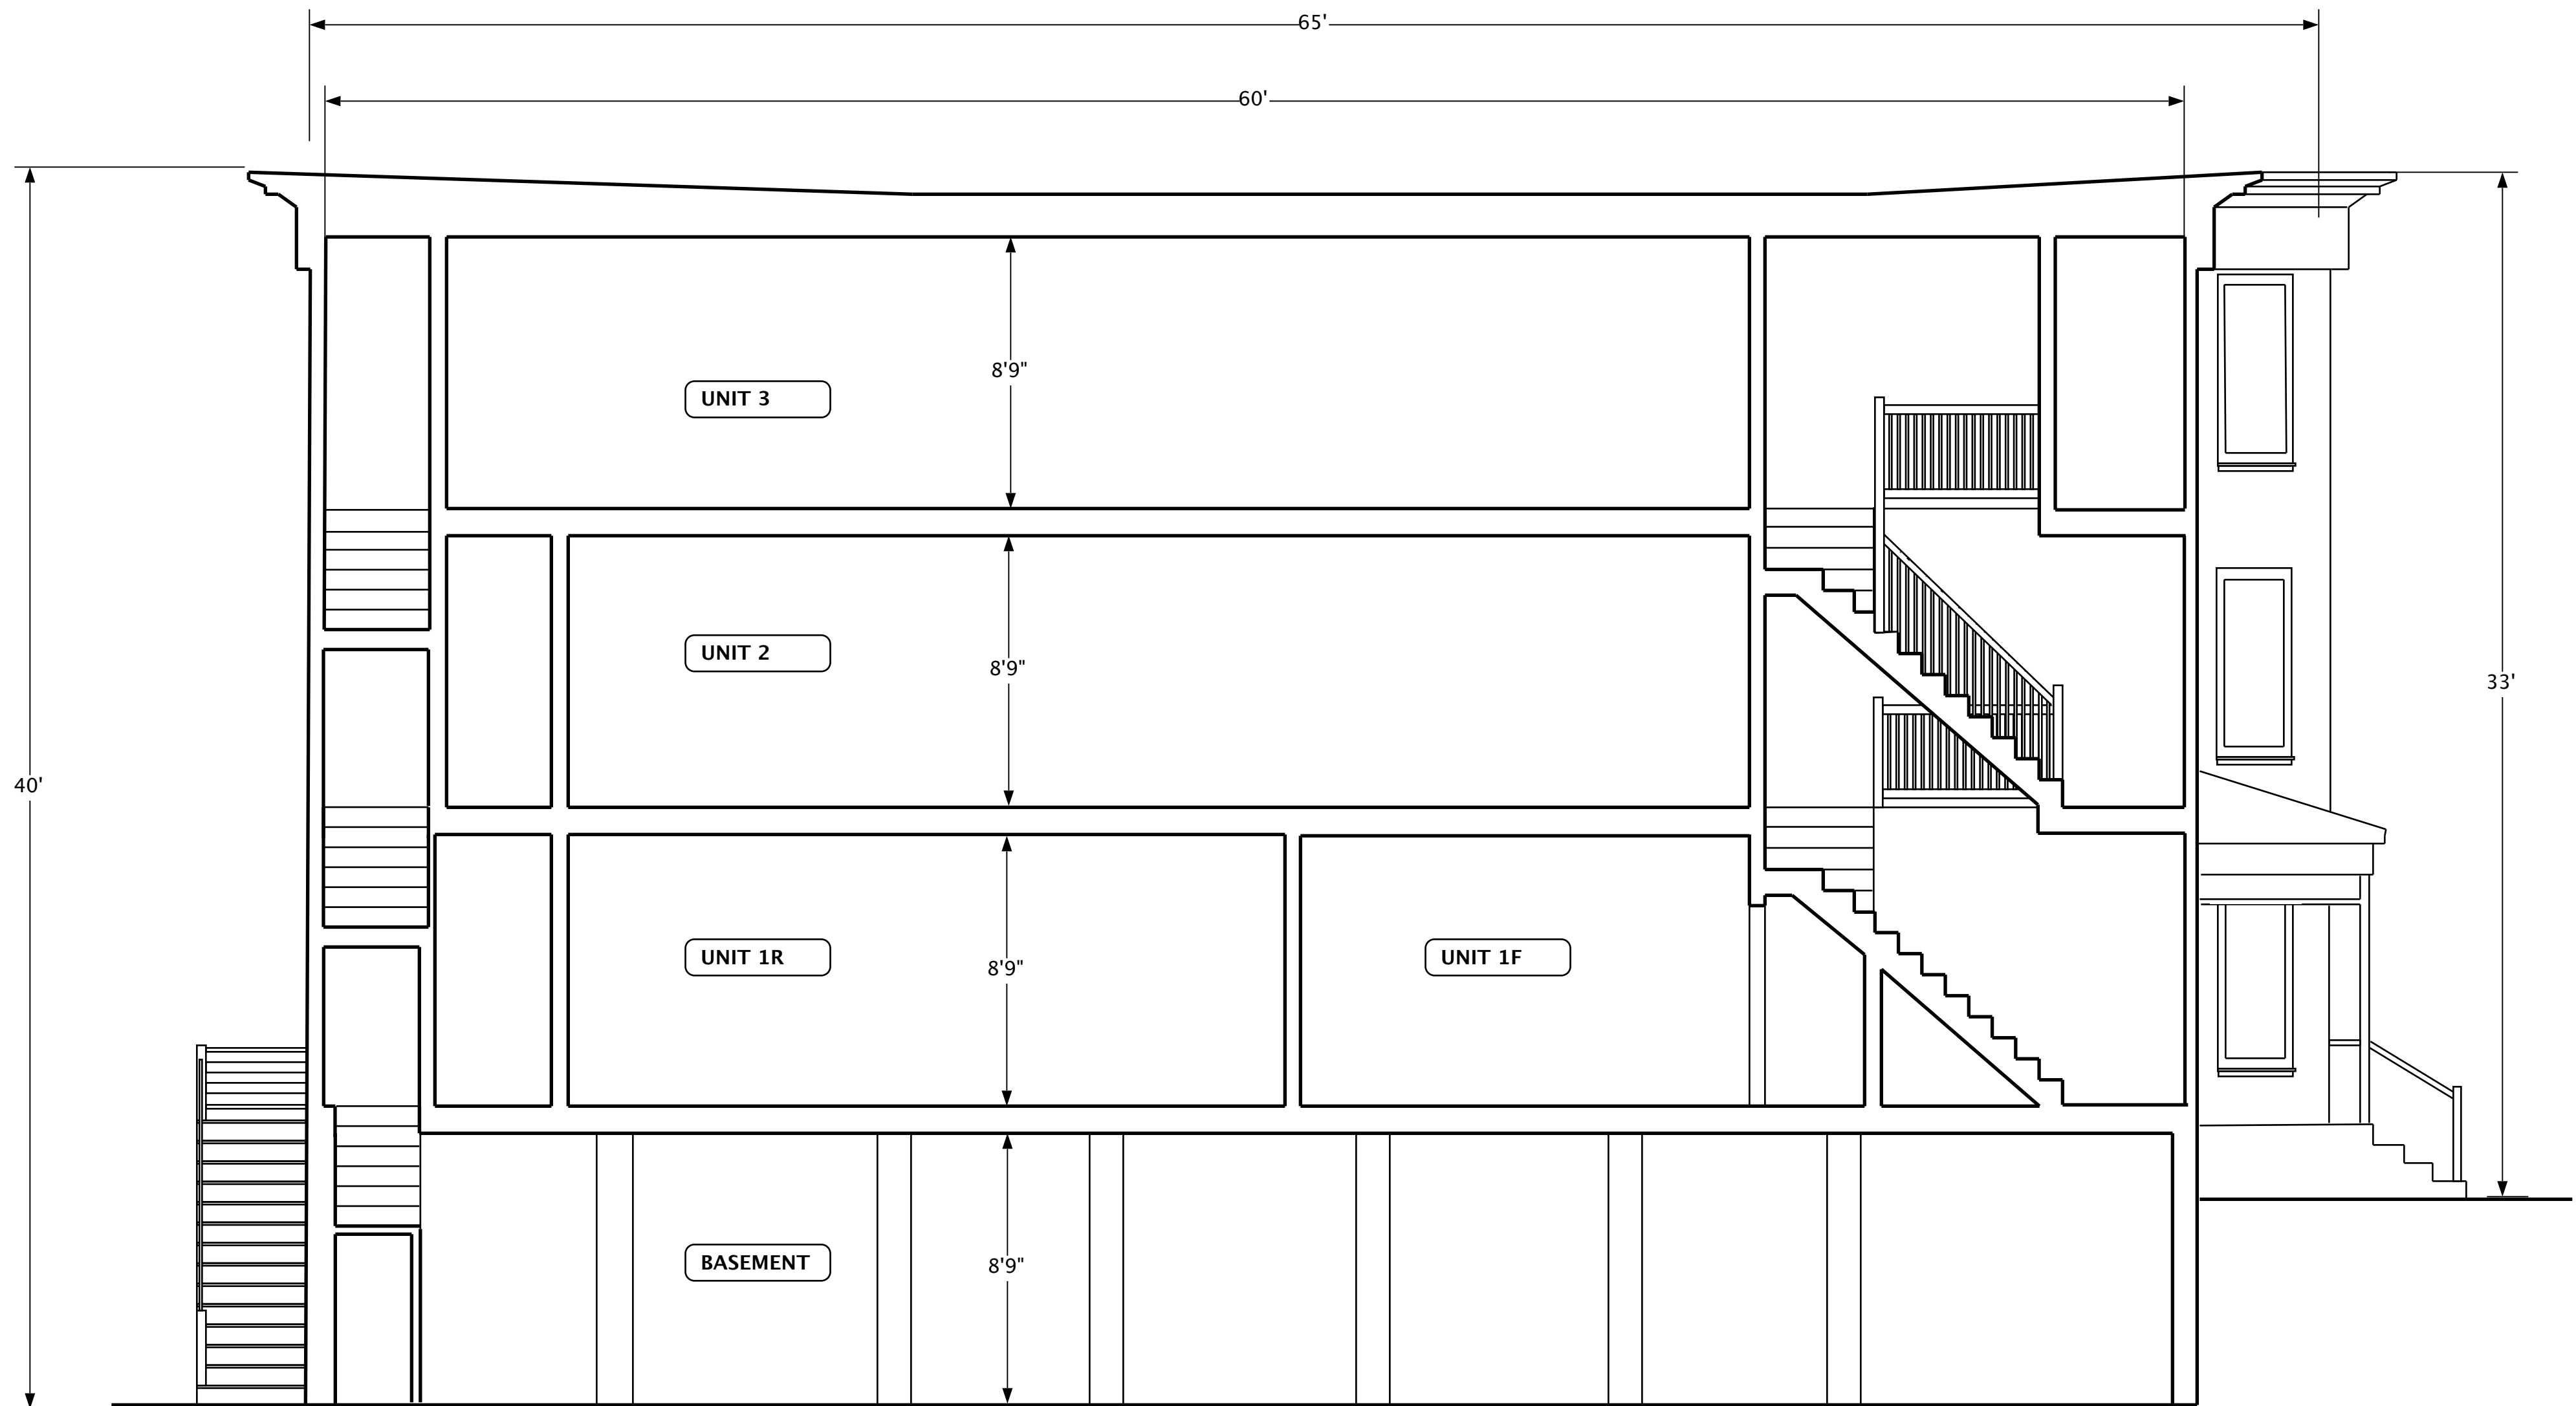 65'
60'
8'9"
UNIT 3
UNIT 2
8'9"
33'
40'
UNIT 1R
8'9"
UNIT 1F
BASEMENT
8'9"